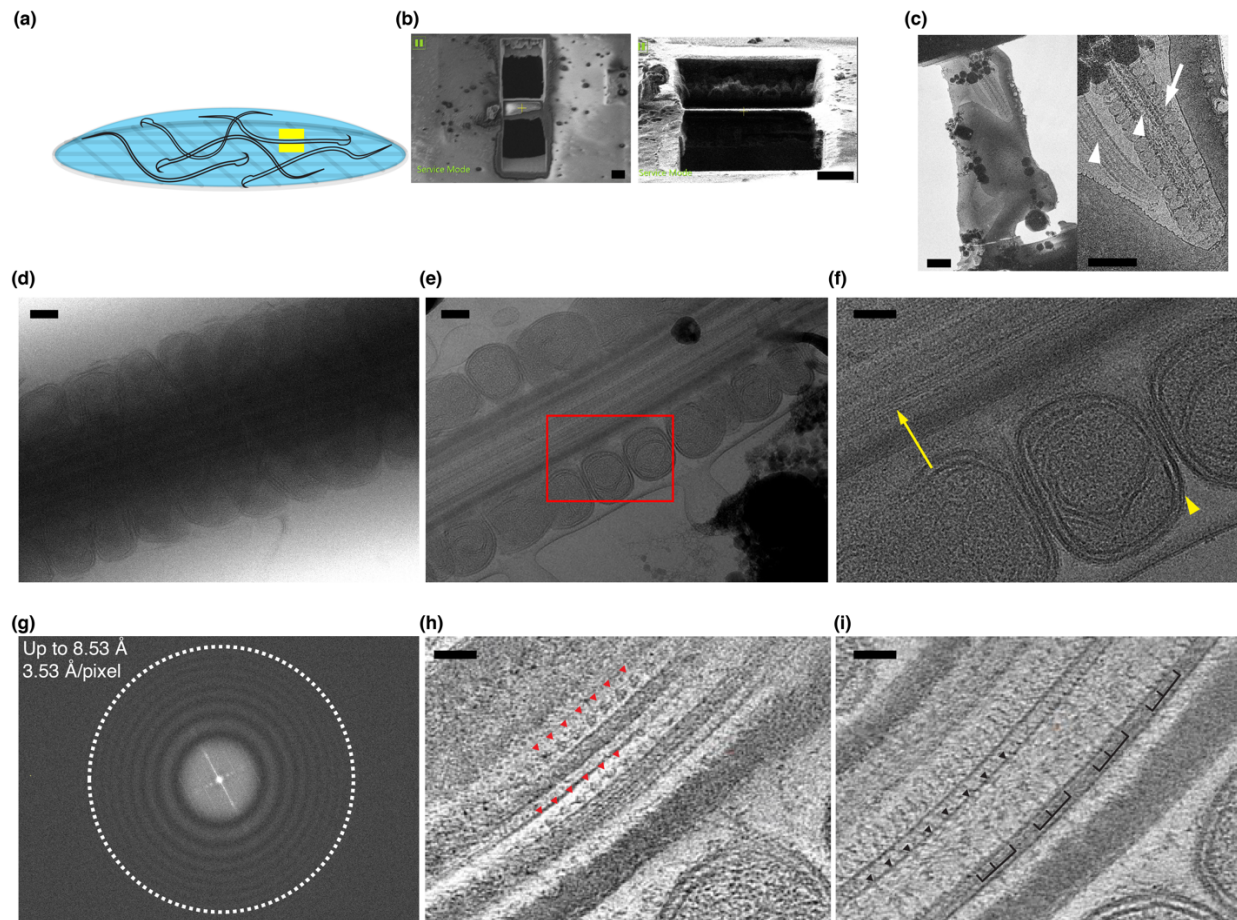 (a)
(b)
(c)
Service Mode
Service Mode
(d)
(e)
(f)
(g)
(h)
(i)
Up to 8.53 Å
3.53 Å/pixel